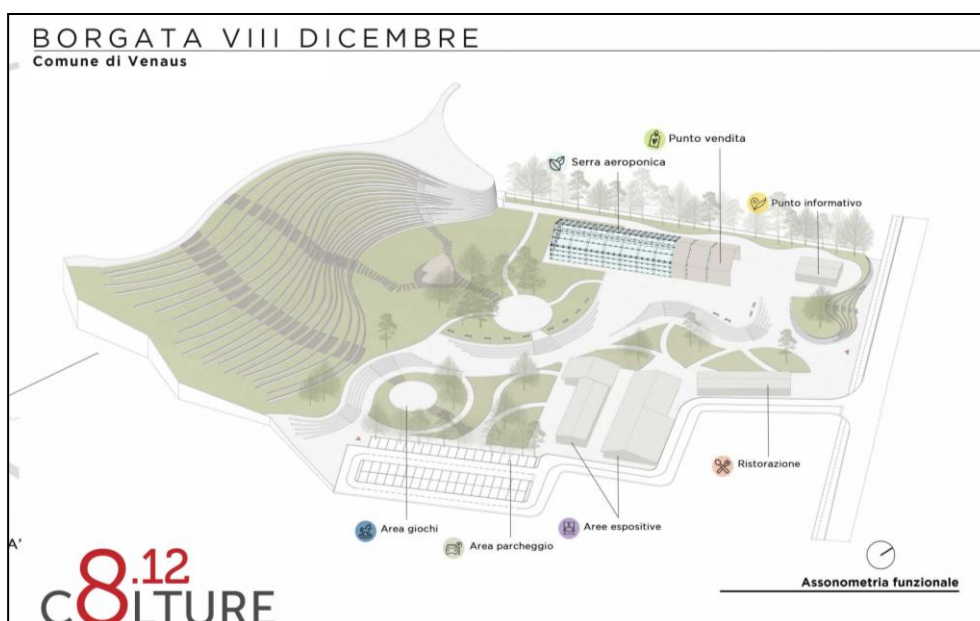 BORGATA VIII DICEMBRE
Comune di Venaus
Punto vendita
Serra aeroponica
Punto informativo
Ristorazione
Area giochi
Area parcheggio
Aree espositive
A'
8.12
C8LTURE
Assonometria funzionale